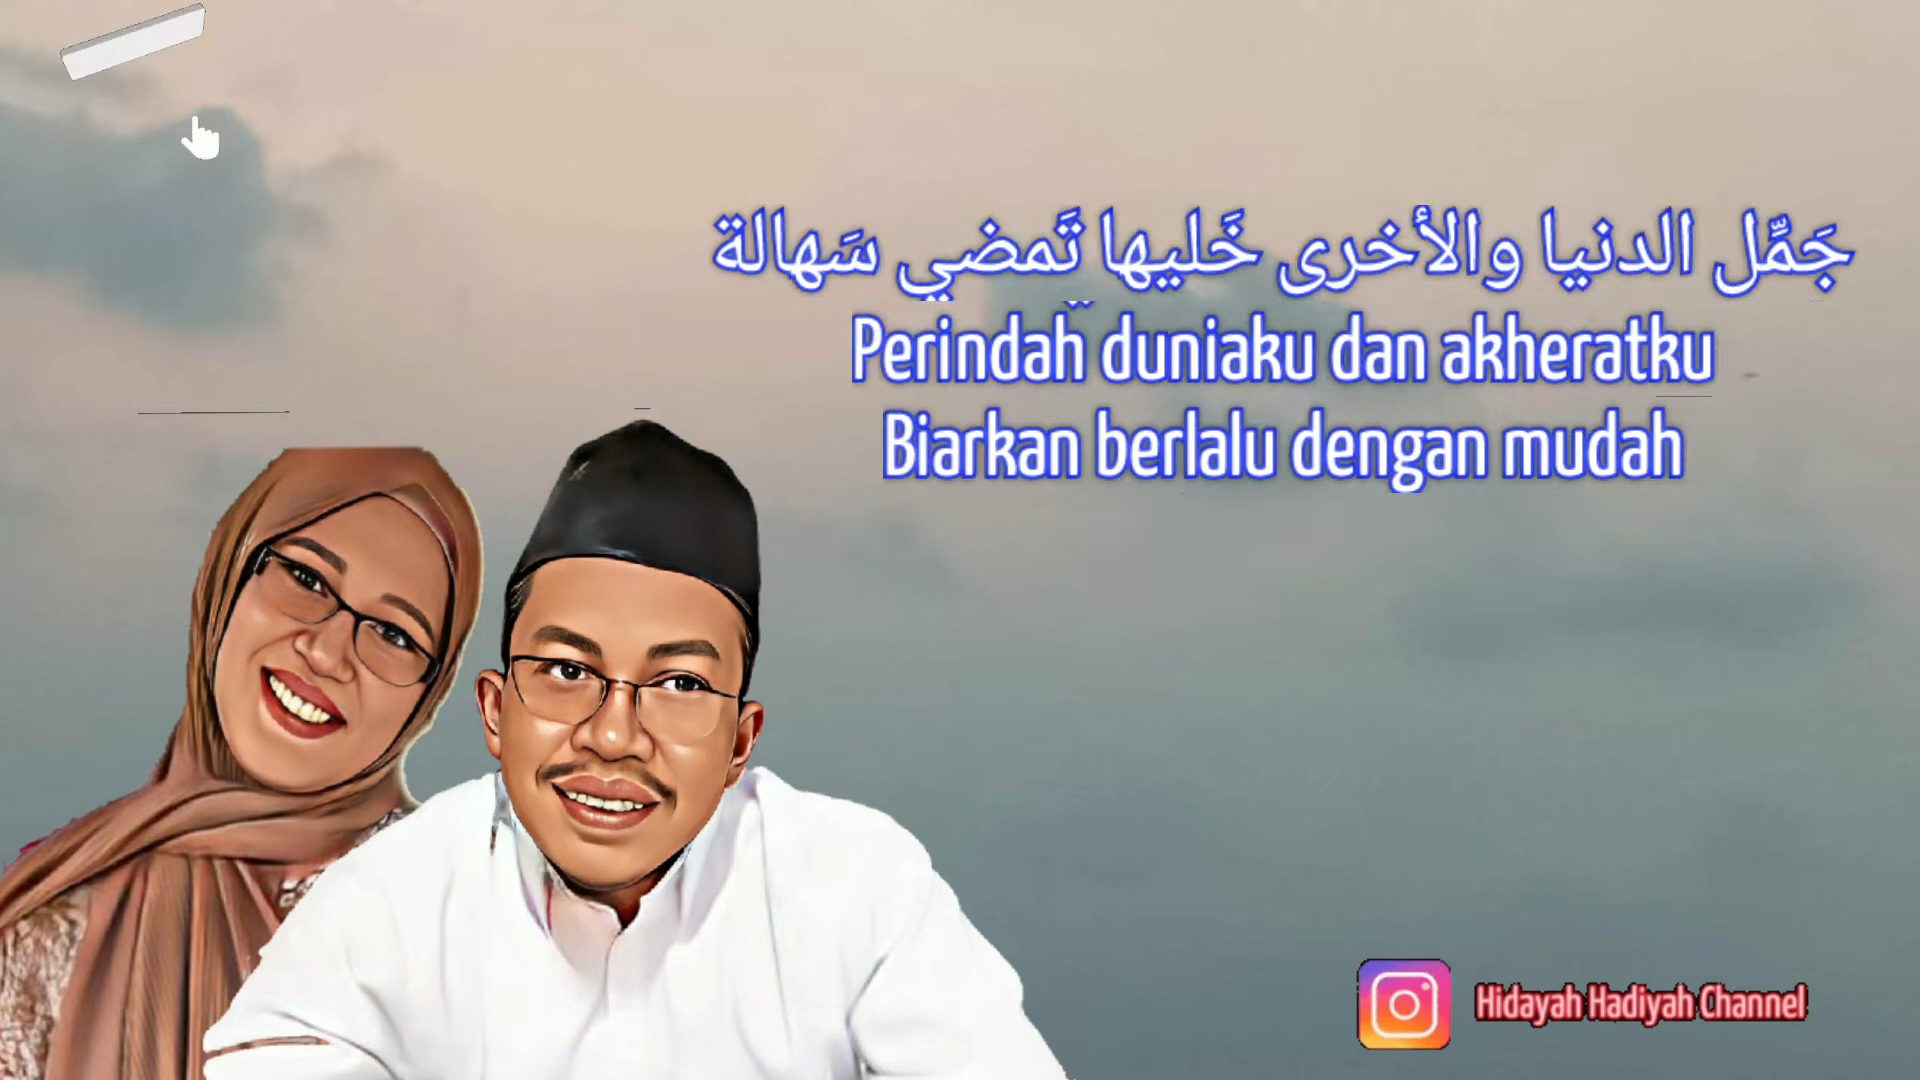 جَمِّل الدنيا والأخرى خَليها تَمضي سَهالة
Perindah duniaku dan akheratku
Biarkan berlalu dengan mudah
Hidayah Hadiyah Channel